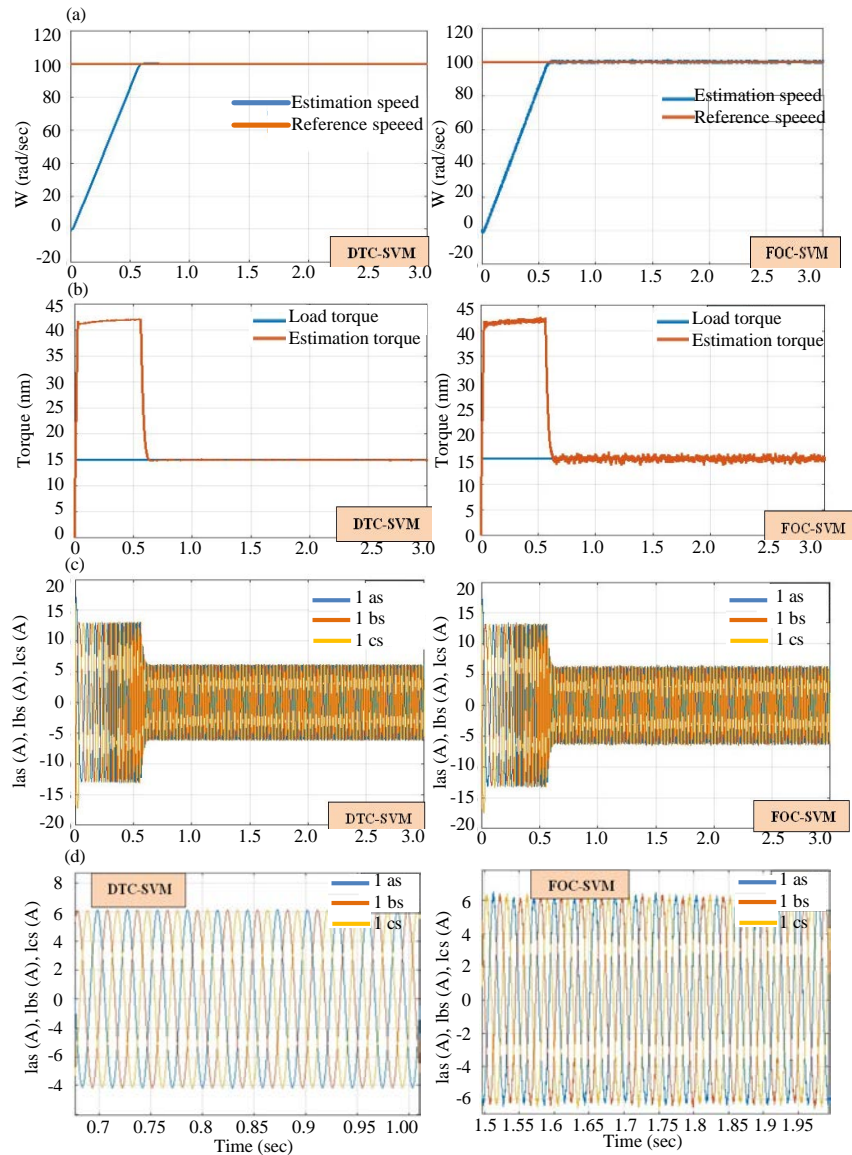 (a)
120
100
80
60
40
20
0
-20
W (rad/sec)
Estimation speed
Reference speeed
DTC-SVM
0 0.5 1.0 1.5 2.0 2.5 3.0
120
100
80
60
40
20
0
-20
W (rad/sec)
Estimation speed
Reference speeed
FOC-SVM
0 0.5 1.0 1.5 2.0 2.5 3.0
(b)
45
40
35
30
25
20
15
10
5
0
Torque (nm)
Load torque
Estimation torque
DTC-SVM
0 0.5 1.0 1.5 2.0 2.5 3.0
45
40
35
30
25
20
15
10
5
0
Torque (nm)
Load torque
Estimation torque
FOC-SVM
0 0.5 1.0 1.5 2.0 2.5 3.0
(c)
20
15
10
5
0
-5
-10
-15
-20
las (A), lbs (A), lcs (A)
1 as
1 bs
1 cs
DTC-SVM
0 0.5 1.0 1.5 2.0 2.5 3.0
20
15
10
5
0
-5
-10
-15
-20
las (A), lbs (A), lcs (A)
1 as
1 bs
1 cs
FOC-SVM
0 0.5 1.0 1.5 2.0 2.5 3.0
(d)
8
6
4
2
0
-2
-4
-6
-4
las (A), lbs (A), lcs (A)
DTC-SVM
1 as
1 bs
1 cs
0.7 0.75 0.8 0.85 0.9 0.95 1.00
Time (sec)
6
4
2
0
-2
-4
-6
las (A), lbs (A), lcs (A)
FOC-SVM
1 as
1 bs
1 cs
1.5 1.55 1.6 1.65 1.7 1.75 1.8 1.85 1.9 1.95
Time (sec)